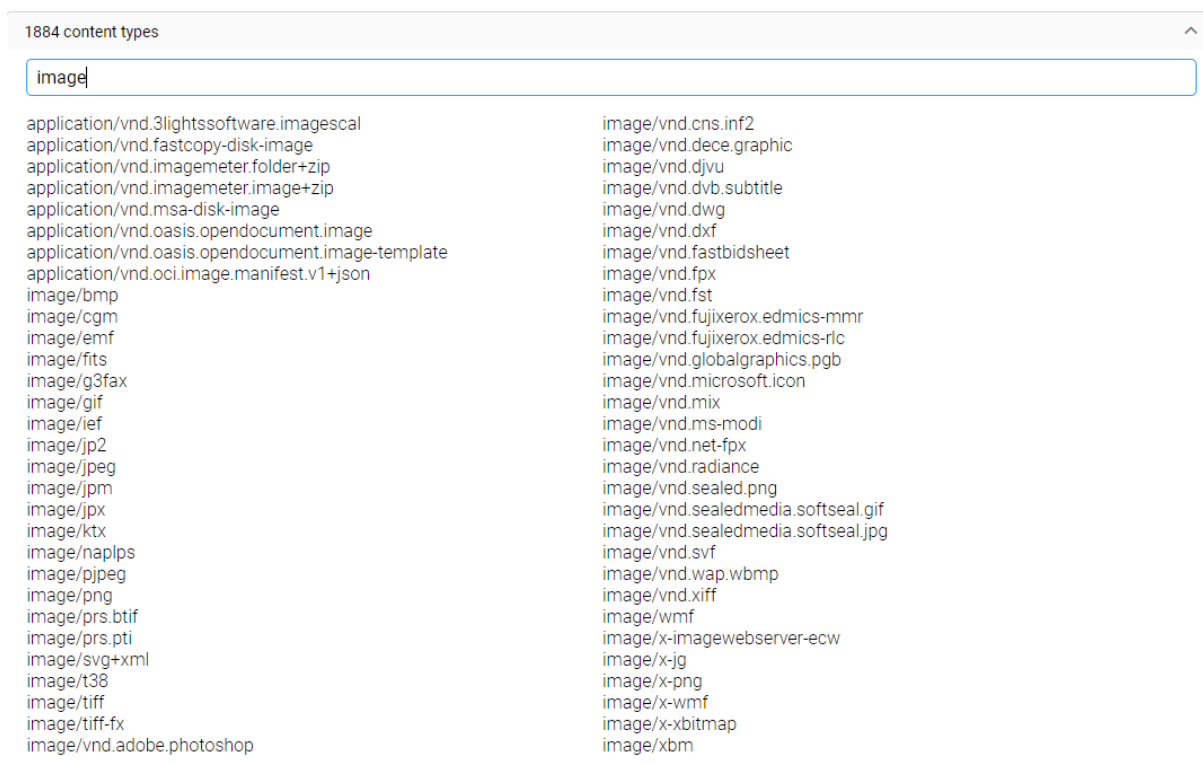 1884 content types
image
application/vnd.3lightssoftware.imagescal
application/vnd.fastcopy-disk-image
application/vnd.imagemeter.folder+zip
application/vnd.imagemeter.image+zip
application/vnd.msa-disk-image
application/vnd.oasis.opendocument.image
application/vnd.oasis.opendocument.image-template
application/vnd.oci.image.manifest.v1+json
image/bmp
image/cgm
image/emf
image/fits
image/g3fax
image/gif
image/ief
image/jp2
image/jpeg
image/jpm
image/jpx
image/ktx
image/naplps
image/pjpeg
image/png
image/prs.btif
image/prs.pti
image/svg+xml
image/t38
image/tiff
image/tiff-fx
image/vnd.adobe.photoshop
image/vnd.cns.inf2
image/vnd.dece.graphic
image/vnd.djvu
image/vnd.dvb.subtitle
image/vnd.dwg
image/vnd.dxf
image/vnd.fastbidsheet
image/vnd.fpx
image/vnd.fst
image/vnd.fujixerox.edmics-mmr
image/vnd.fujixerox.edmics-rlc
image/vnd.globalgraphics.pgb
image/vnd.microsoft.icon
image/vnd.mix
image/vnd.ms-modi
image/vnd.net-fpx
image/vnd.radiance
image/vnd.sealed.png
image/vnd.sealedmedia.softseal.gif
image/vnd.sealedmedia.softseal.jpg
image/vnd.svf
image/vnd.wap.wbmp
image/vnd.xiff
image/wmf
image/x-imagewebserver-ecw
image/x-jg
image/x-png
image/x-wmf
image/x-xbitmap
image/xbm